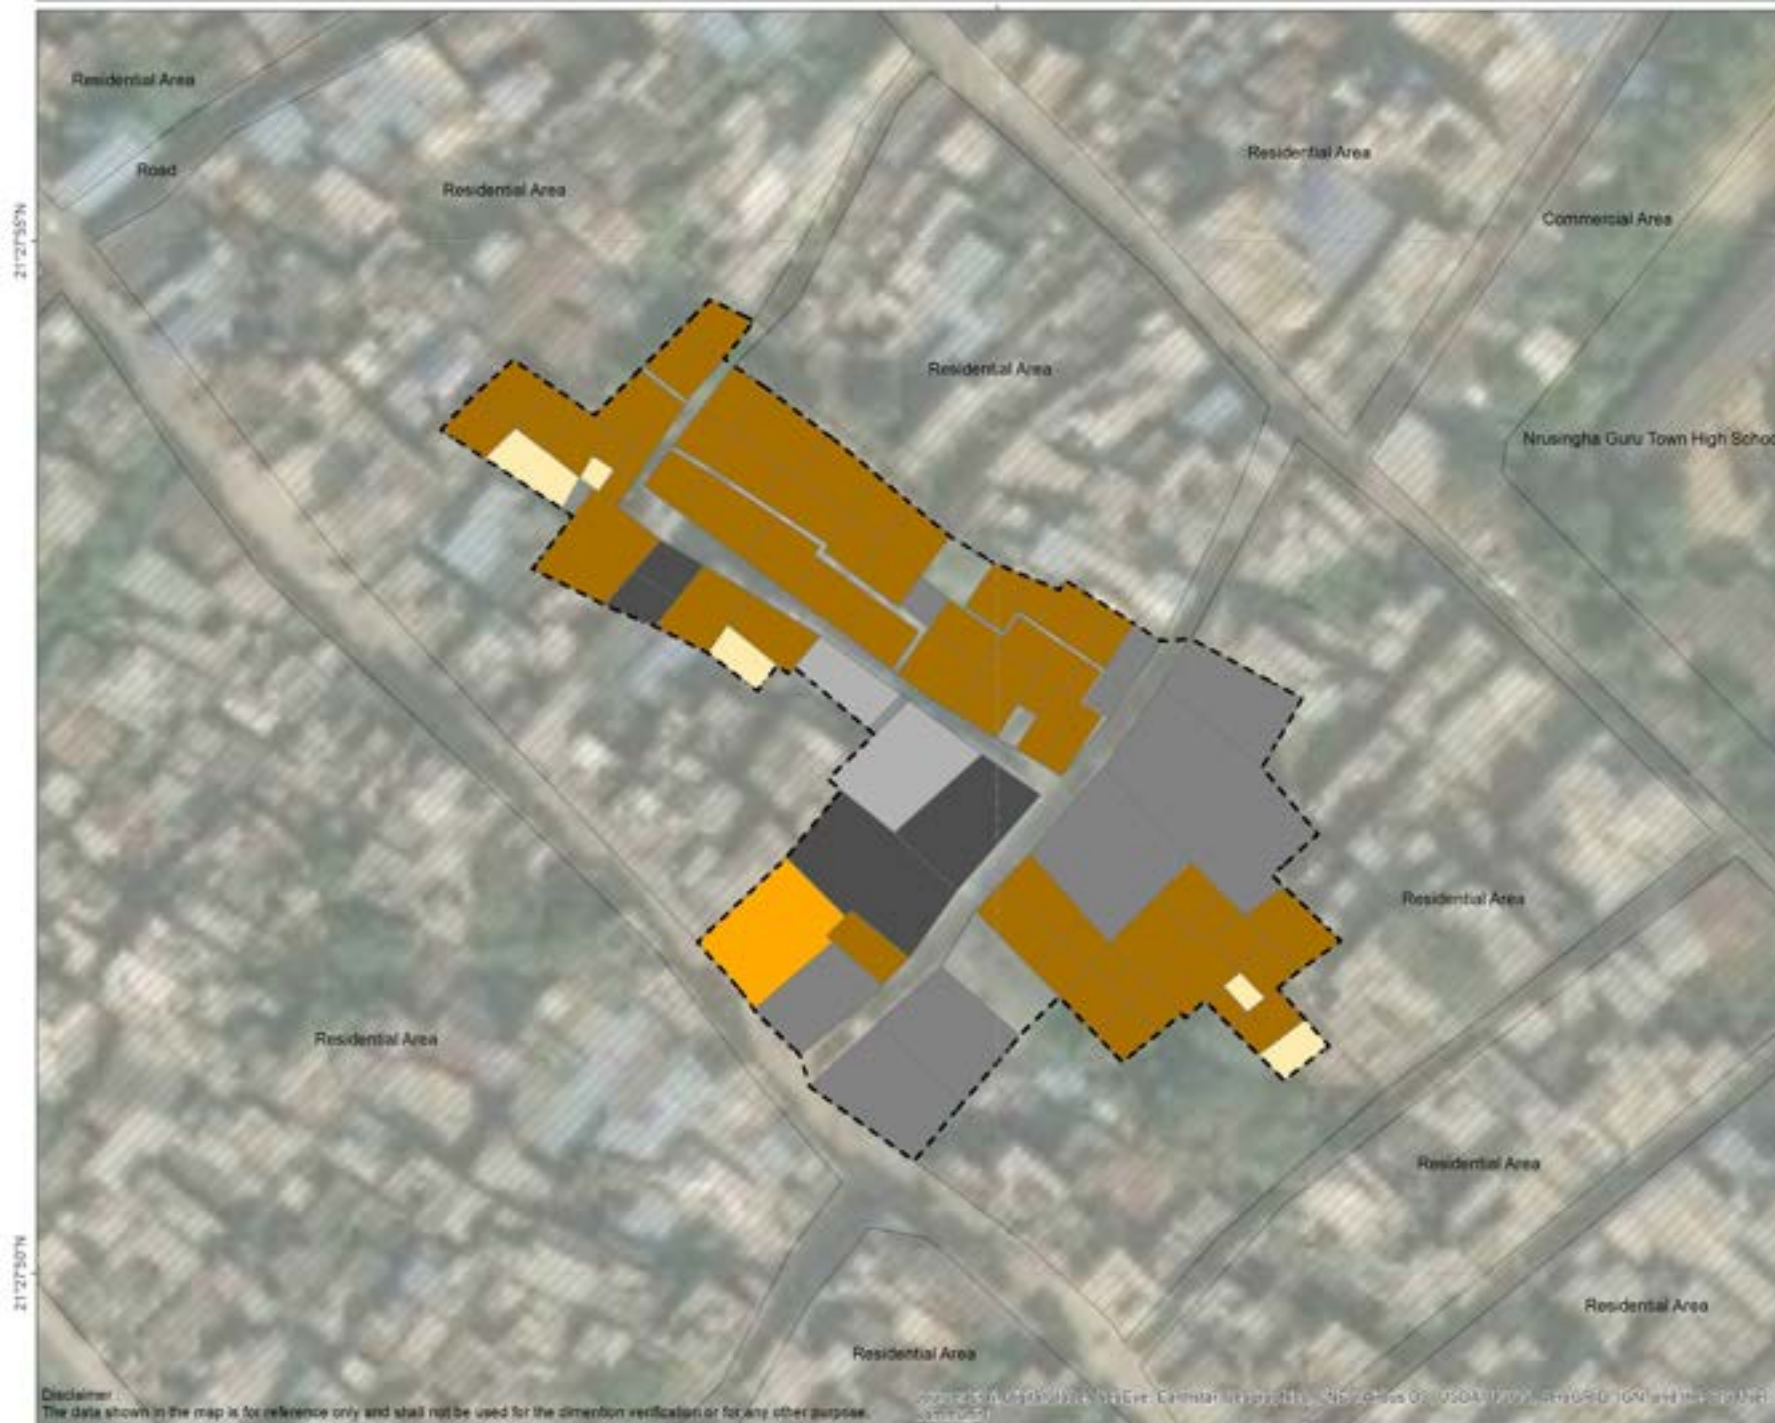 Residential Area
Road
Residential Area
Residential Area
Commercial Area
21°27'55"N
Residential Area
Nrusingha Guru Town High Schoo
Residential Area
Residential Area
Residential Area
21°27'50"N
Residential Area
Residential Area
Disclaimer
The data shown in the map is for reference only and shall not be used for the dimention verification or for any other purpose.